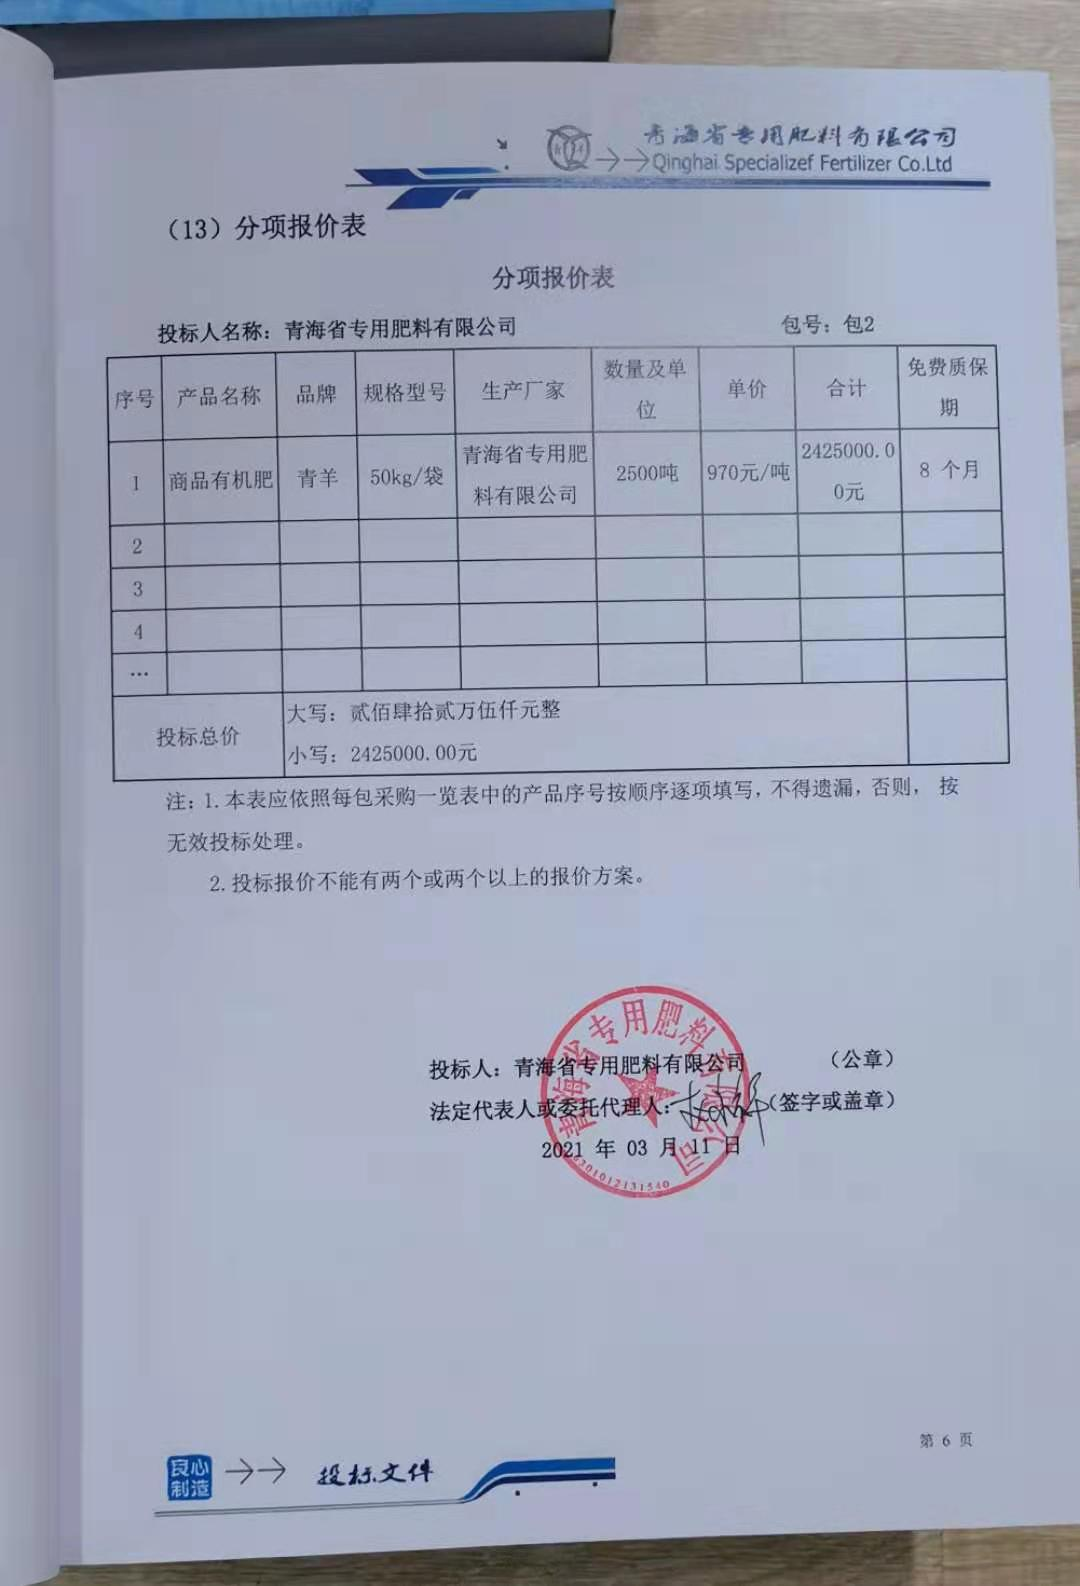 青海省专用肥料有限公司
Qinghai Specializef Fertilizer Co.Ltd
（13）分项报价表
分项报价表
投标人名称：青海省专用肥料有限公司 包号：包2
序号 产品名称 品牌 规格型号 生产厂家 数量及单位 单价 合计 免费质保期
1 商品有机肥 青羊 50kg/袋 青海省专用肥料有限公司 2500吨 970元/吨 2425000.00元 8 个月
2
3
4
…
投标总价
大写：贰佰肆拾贰万伍仟元整
小写：2425000.00元
注：1.本表应依照每包采购一览表中的产品序号按顺序逐项填写，不得遗漏，否则， 按
无效投标处理。
2.投标报价不能有两个或两个以上的报价方案。
投标人：青海省专用肥料有限公司 （公章）
法定代表人或委托代理人： （签字或盖章）
2021 年 03 月 11 日
青海省专用肥料有限公司
6301012131540
第 6 页
良心
制造
投标文件